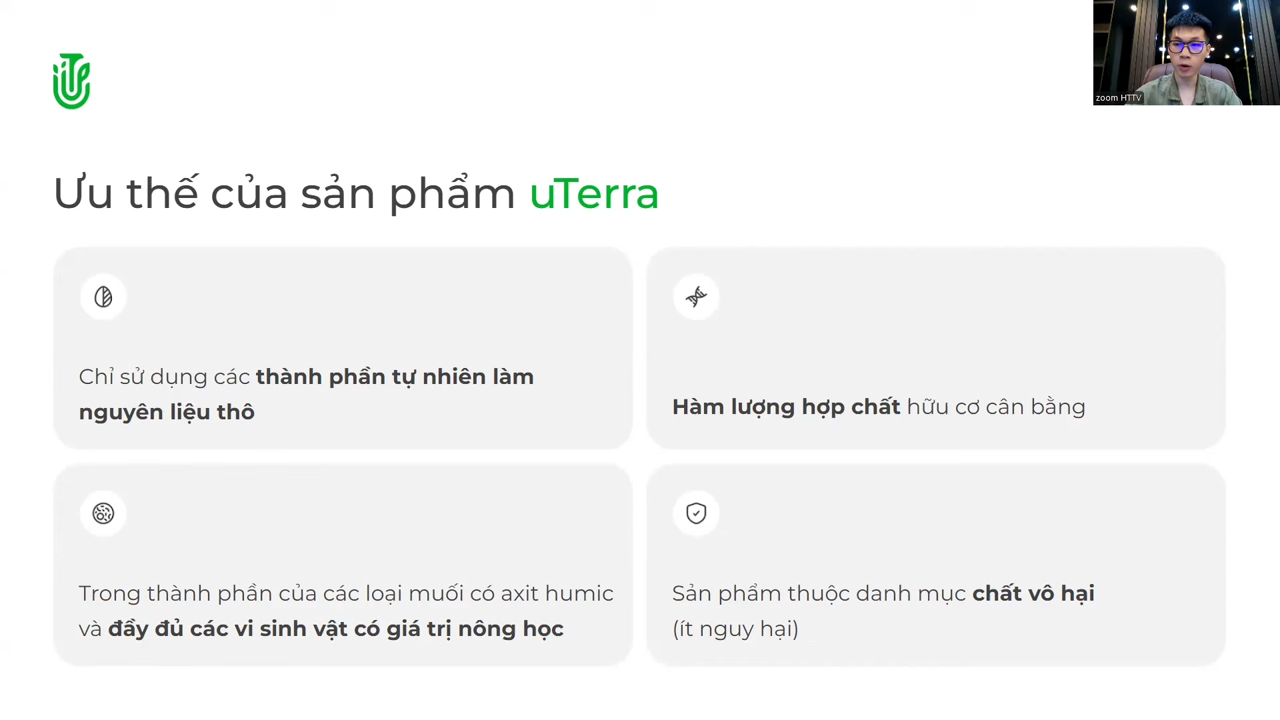 zoom HTTV
Ưu thế của sản phẩm uTerra
Chỉ sử dụng các thành phần tự nhiên làm
nguyên liệu thô
Hàm lượng hợp chất hữu cơ cân bằng
Trong thành phần của các loại muối có axit humic
và đầy đủ các vi sinh vật có giá trị nông học
Sản phẩm thuộc danh mục chất vô hại
(ít nguy hại)